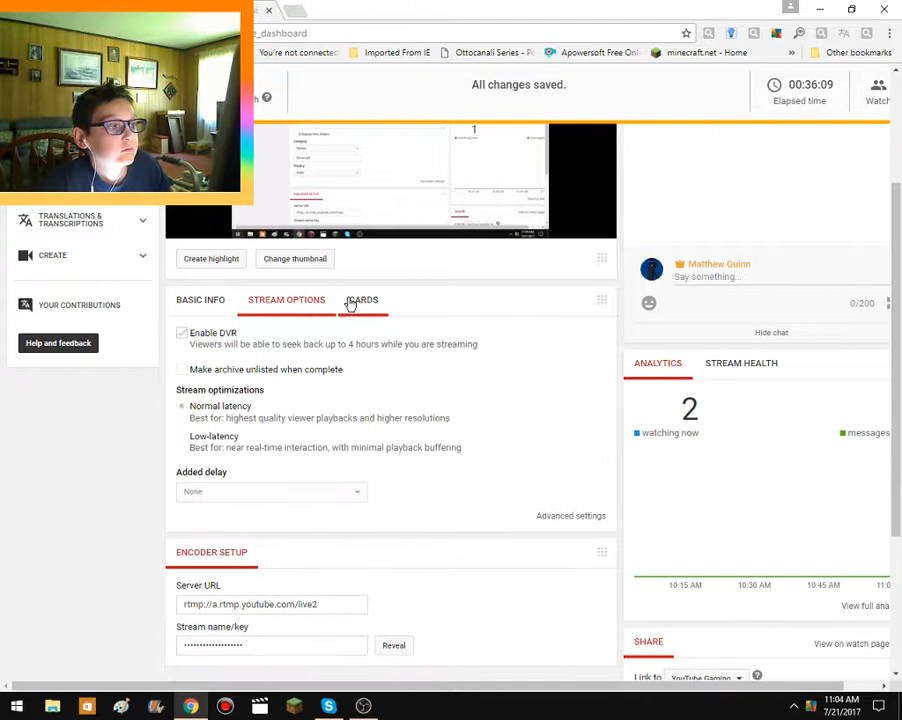 e_dashboard
You're not connected
Imported From IE
Ottocanali Series - P
Apowersoft Free On
minecraft.net - Home
»
Other bookmarks
All changes saved.
00:36:09
Elapsed time
Watch
1
TRANSLATIONS &
TRANSCRIPTIONS
CREATE
YOUR CONTRIBUTIONS
Help and feedback
Create highlight
Change thumbnail
BASIC INFO
STREAM OPTIONS
CARDS
Enable DVR
Viewers will be able to seek back up to 4 hours while you are streaming
Make archive unlisted when complete
Stream optimizations
Normal latency
Best for: highest quality viewer playbacks and higher resolutions
Low-latency
Best for: near real-time interaction, with minimal playback buffering
Added delay
None
Advanced settings
ENCODER SETUP
Server URL
rtmp://a.rtmp.youtube.com/live2
Stream name/key
Reveal
Matthew Quinn
Say something...
0/200
Hide chat
ANALYTICS
STREAM HEALTH
2
watching now
messages
10:15 AM
10:30 AM
10:45 AM
11:0
View full ana
SHARE
View on watch page
Link to
YouTube Gaming
11:04 AM
7/21/2017